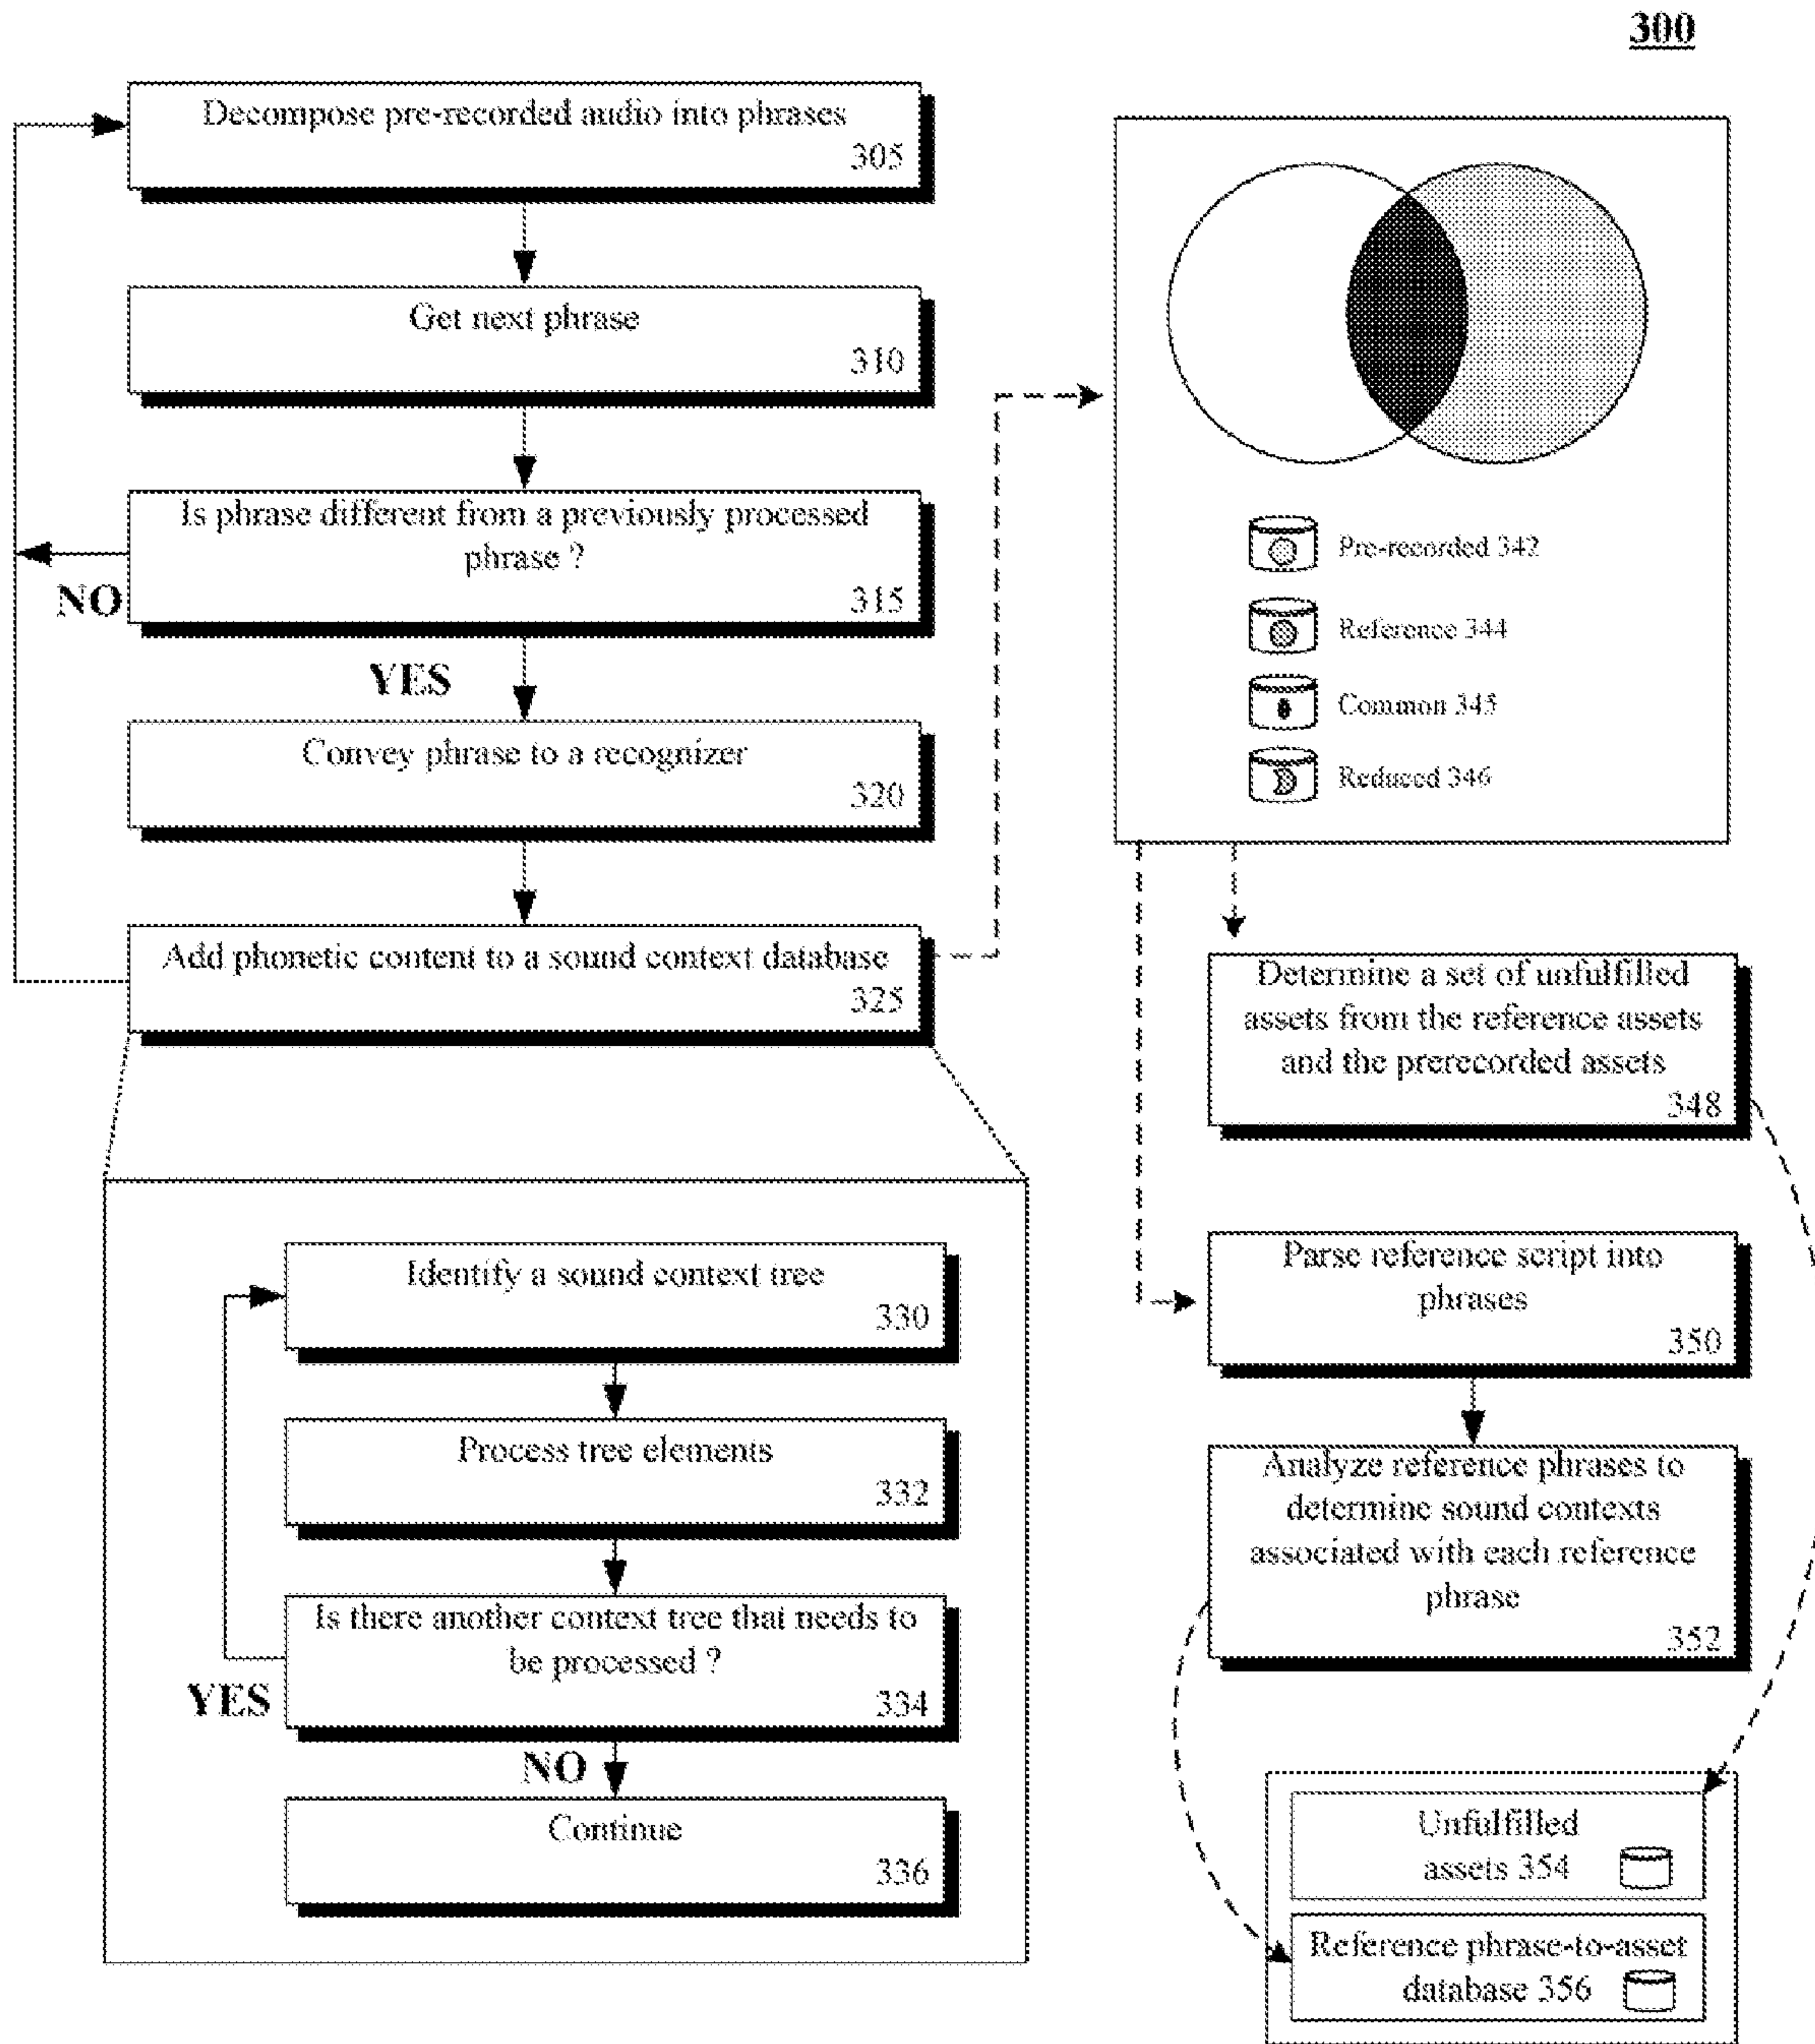 300
Decompose pre-recorded audio into phrases
305
Get next phrase
310
Is phrase different from a previously processed
phrase ?
315
NO
YES
Convey phrase to a recognizer
320
Add phonetic content to a sound context database
325
Identify a sound context tree
330
Process tree elements
332
Is there another context tree that needs to
be processed ?
334
YES
NO
Continue
336
Pre-recorded 342
Reference 344
Common 345
Reduced 346
Determine a set of unfulfilled
assets from the reference assets
and the prerecorded assets
348
Parse reference script into
phrases
350
Analyze reference phrases to
determine sound contexts
associated with each reference
phrase
352
Unfulfilled
assets 354
Reference phrase-to-asset
database 356